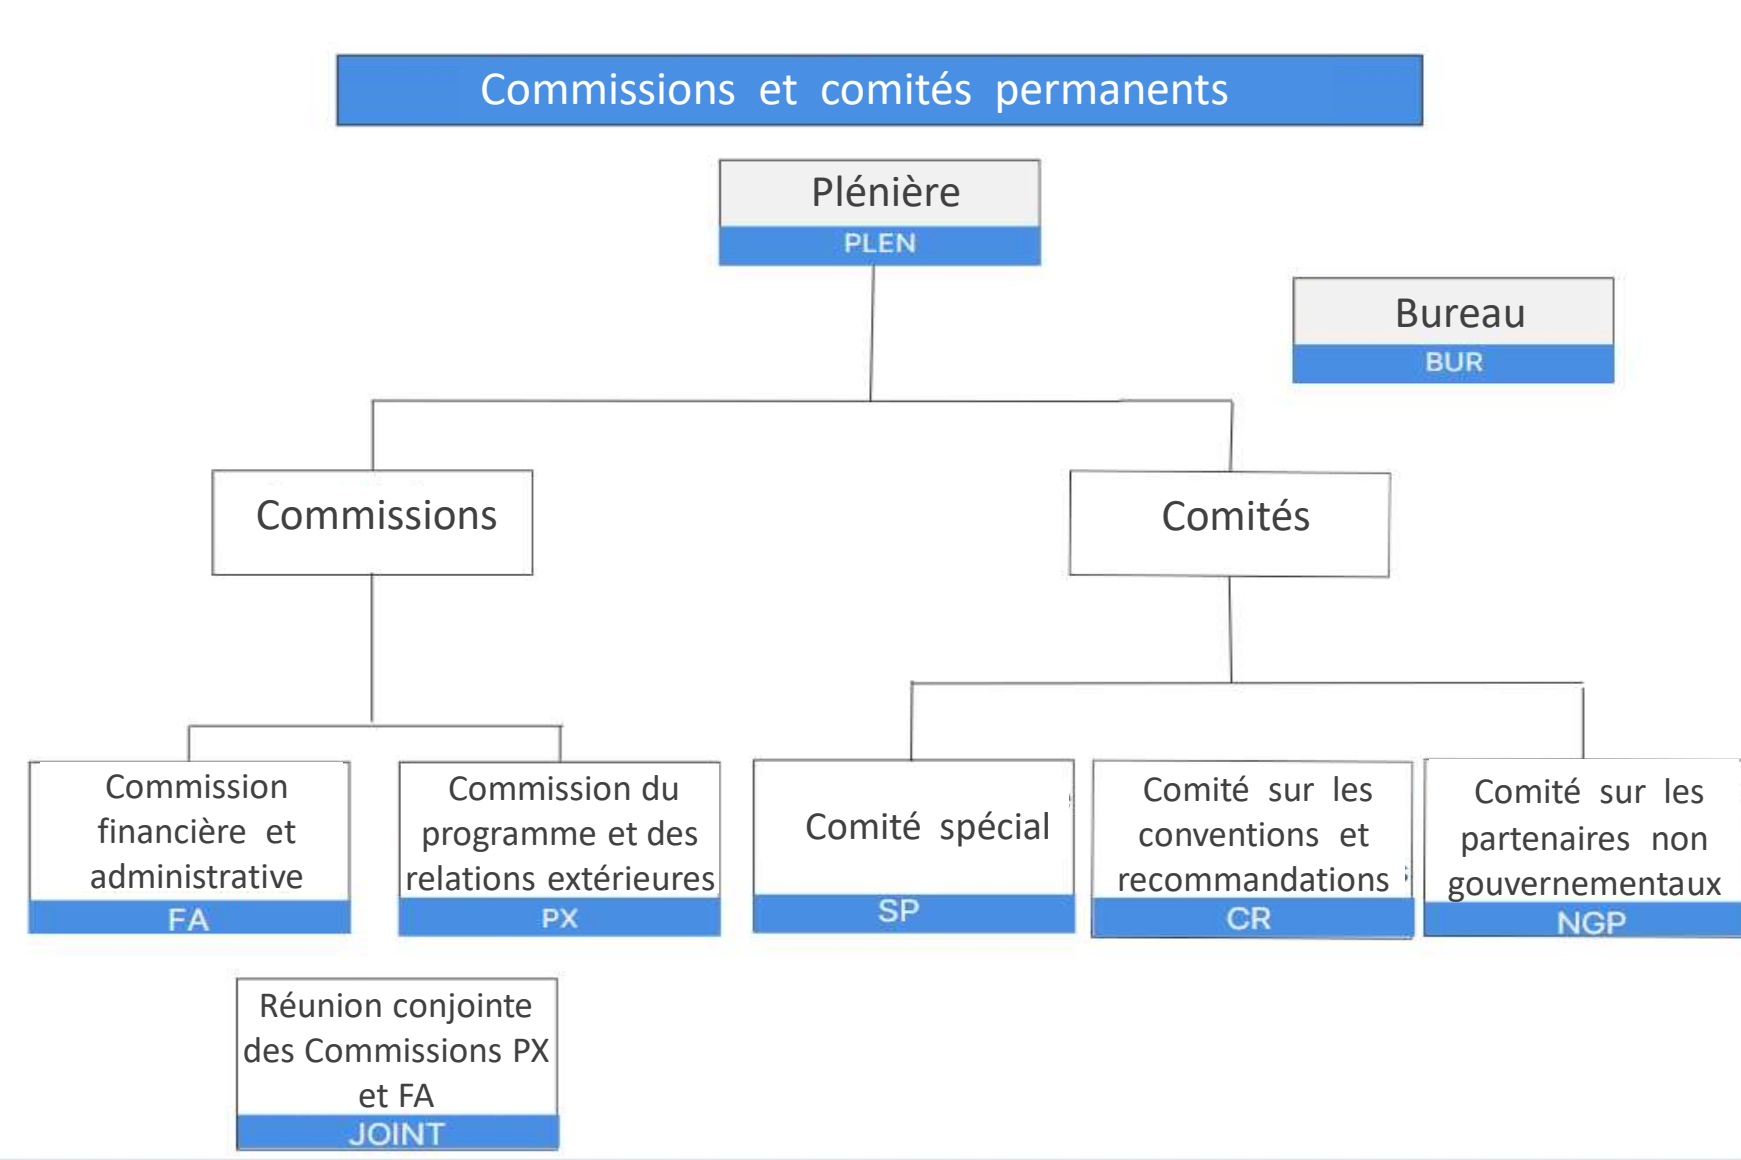 Commissions et comités permanents
Plénière
PLEN
Bureau
BUR
Commissions
Comités
Commission
financière et
administrative
FA
Commission du
programme et des
relations extérieures
PX
Comité spécial
SP
Comité sur les
conventions et
recommandations
CR
Comité sur les
partenaires non
gouvernementaux
NGP
Réunion conjointe
des Commissions PX
et FA
JOINT